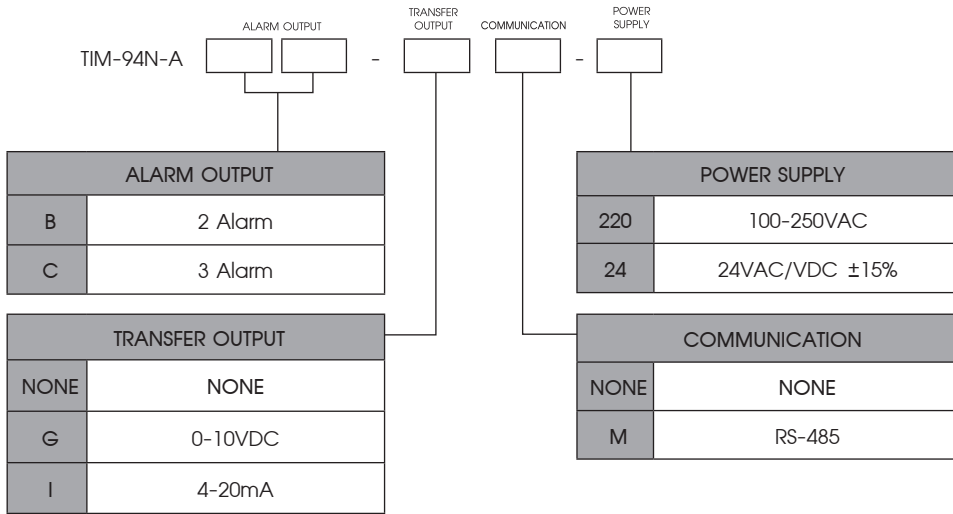 ALARM OUTPUT
TRANSFER
OUTPUT
COMMUNICATION
POWER
SUPPLY
TIM-94N-A - -
ALARM OUTPUT
B 2 Alarm
C 3 Alarm
TRANSFER OUTPUT
NONE NONE
G 0-10VDC
I 4-20mA
POWER SUPPLY
220 100-250VAC
24 24VAC/VDC ±15%
COMMUNICATION
NONE NONE
M RS-485